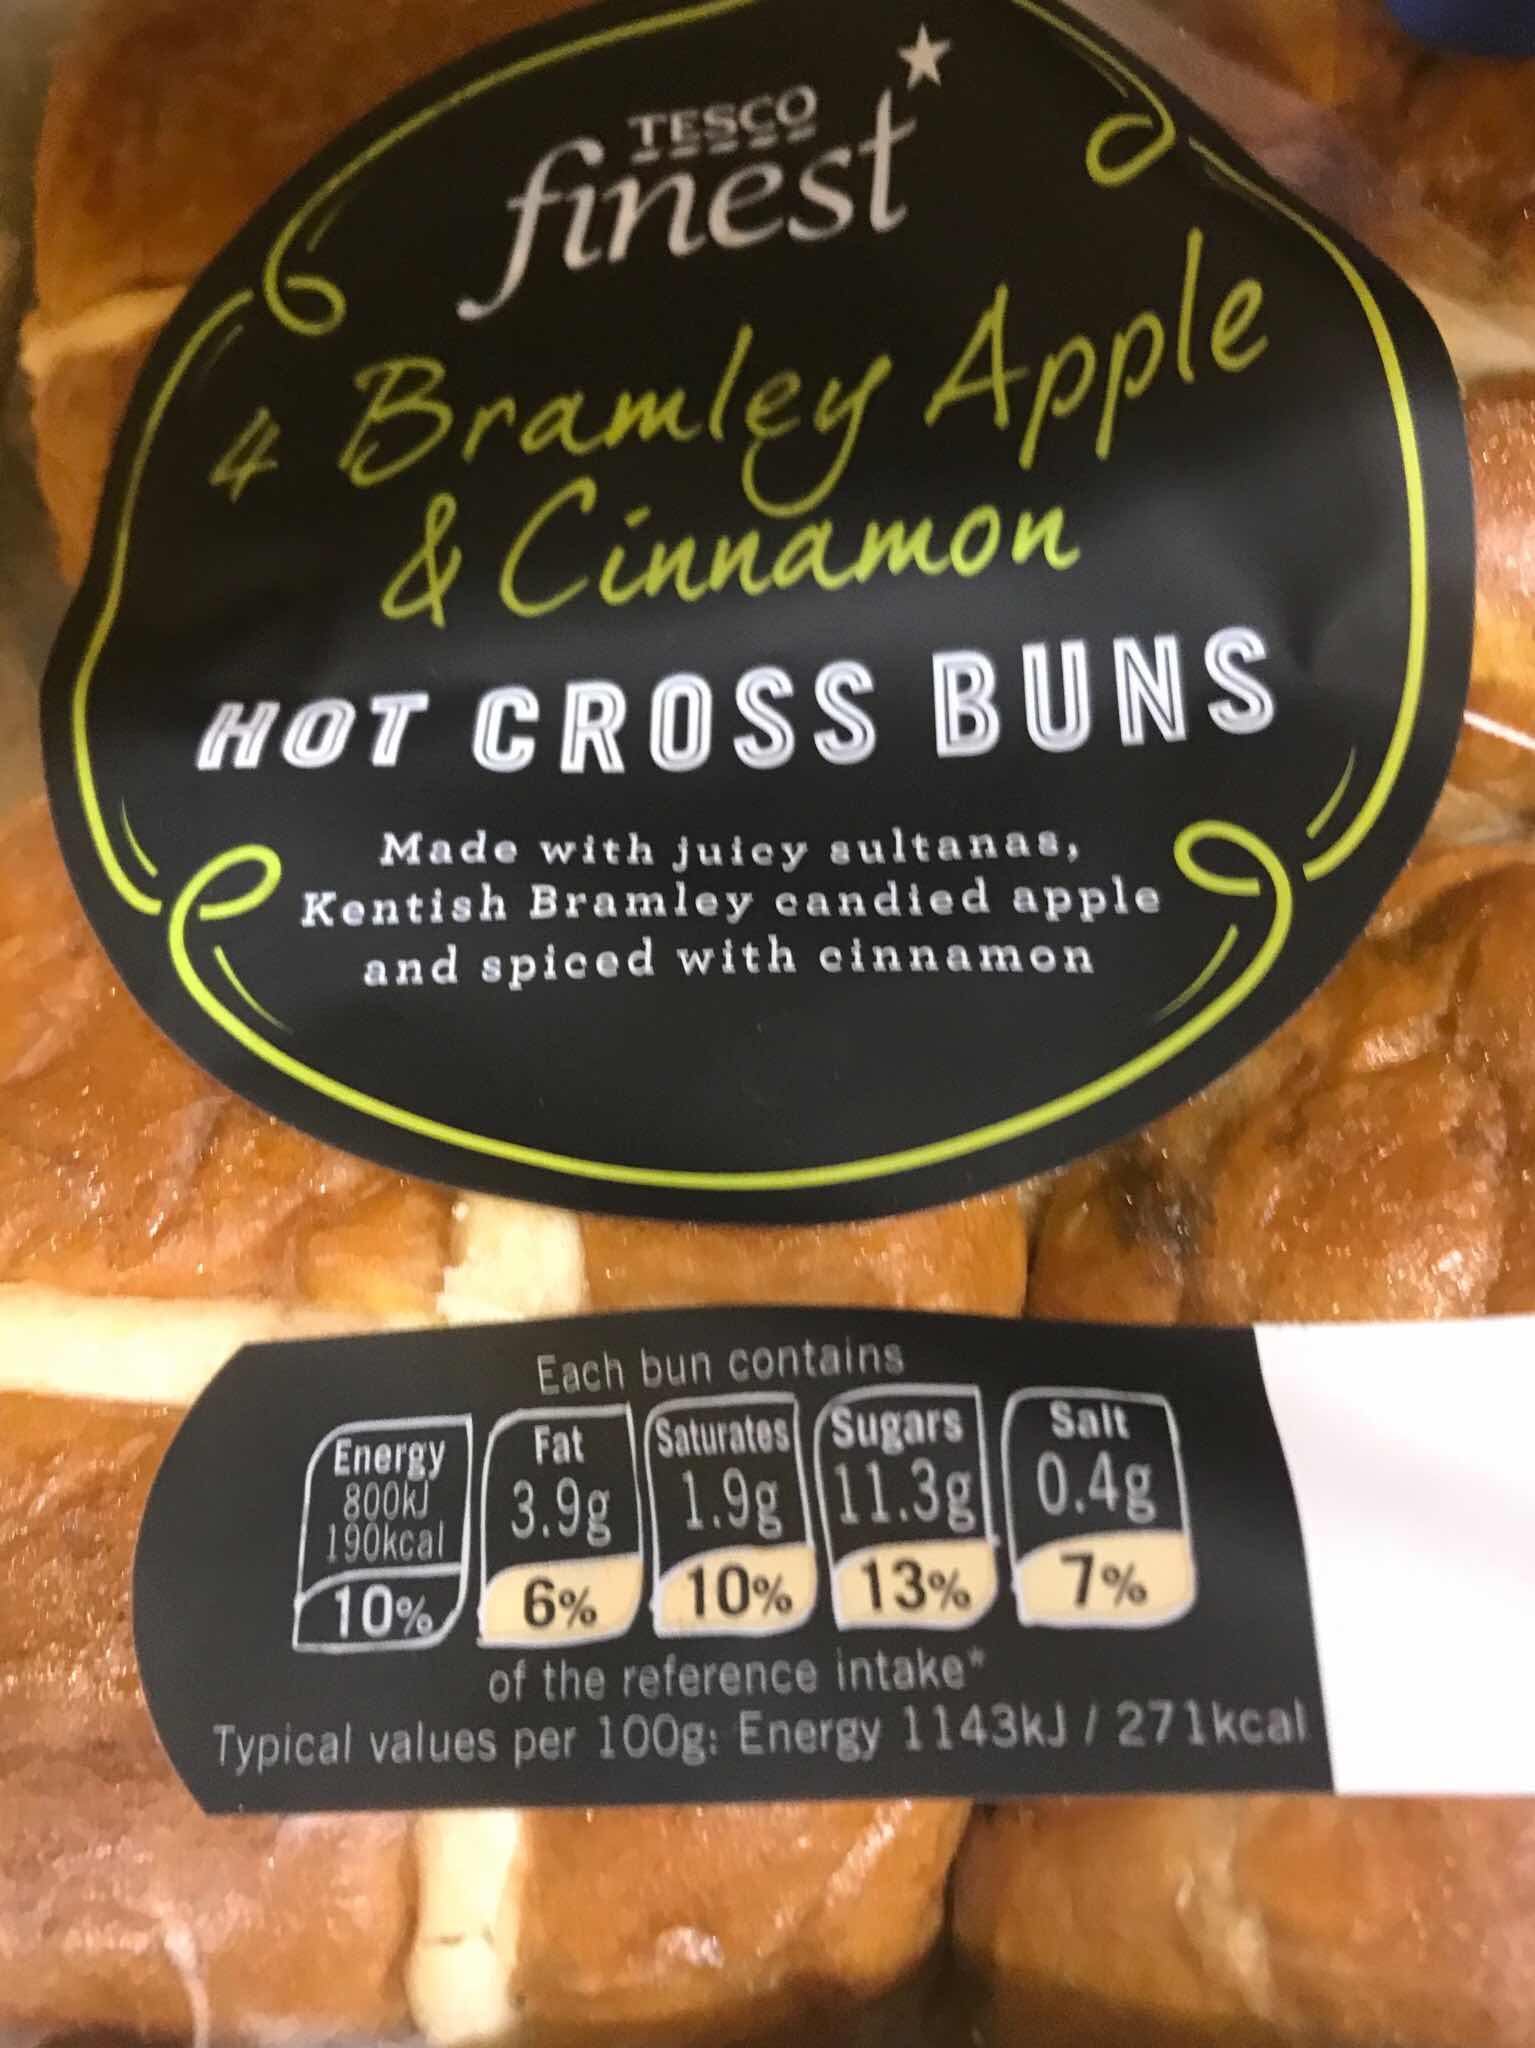 TESCO
finest*
4 Bramley Apple
& Cinnamon
HOT CROSS BUNS
Made with juicy sultanas,
Kentish Bramley candied apple
and spiced with cinnamon
Each bun contains
Energy Fat Saturates Sugars Salt
800kJ
190kcal 3.9g 1.9g 11.3g 0.4g
10% 6% 10% 13% 7%
of the reference intake*
Typical values per 100g: Energy 1143kJ / 271kcal